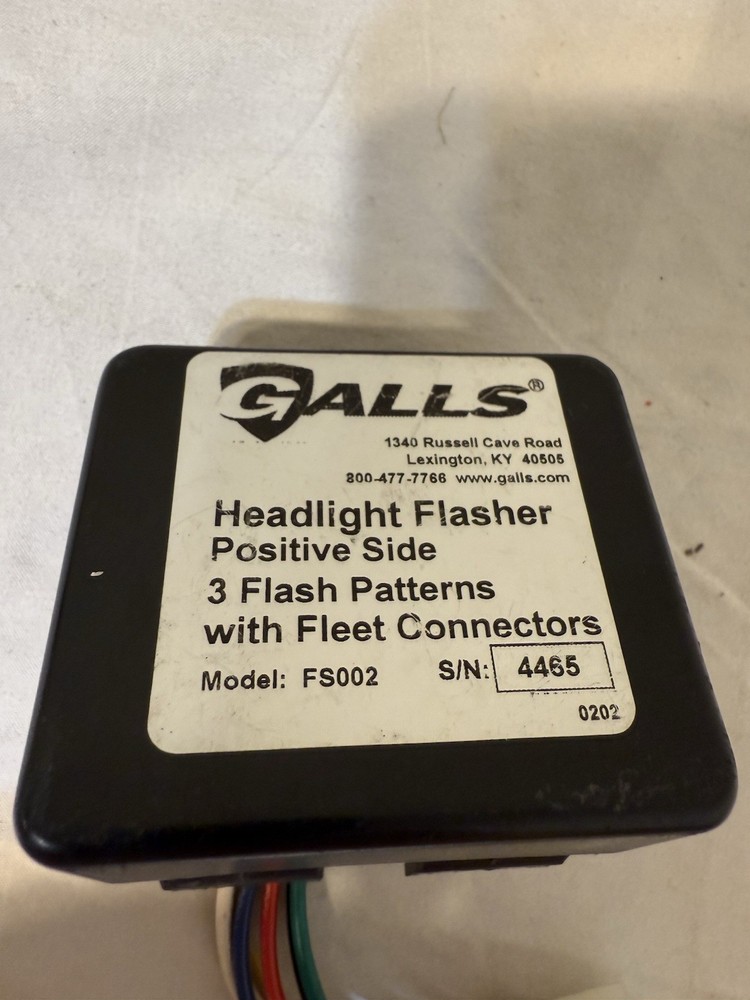 GALLS®
1340 Russell Cave Road
Lexington, KY 40505
800-477-7766 www.galls.com
Headlight Flasher
Positive Side
3 Flash Patterns
with Fleet Connectors
Model: FS002 S/N: 4465
0202